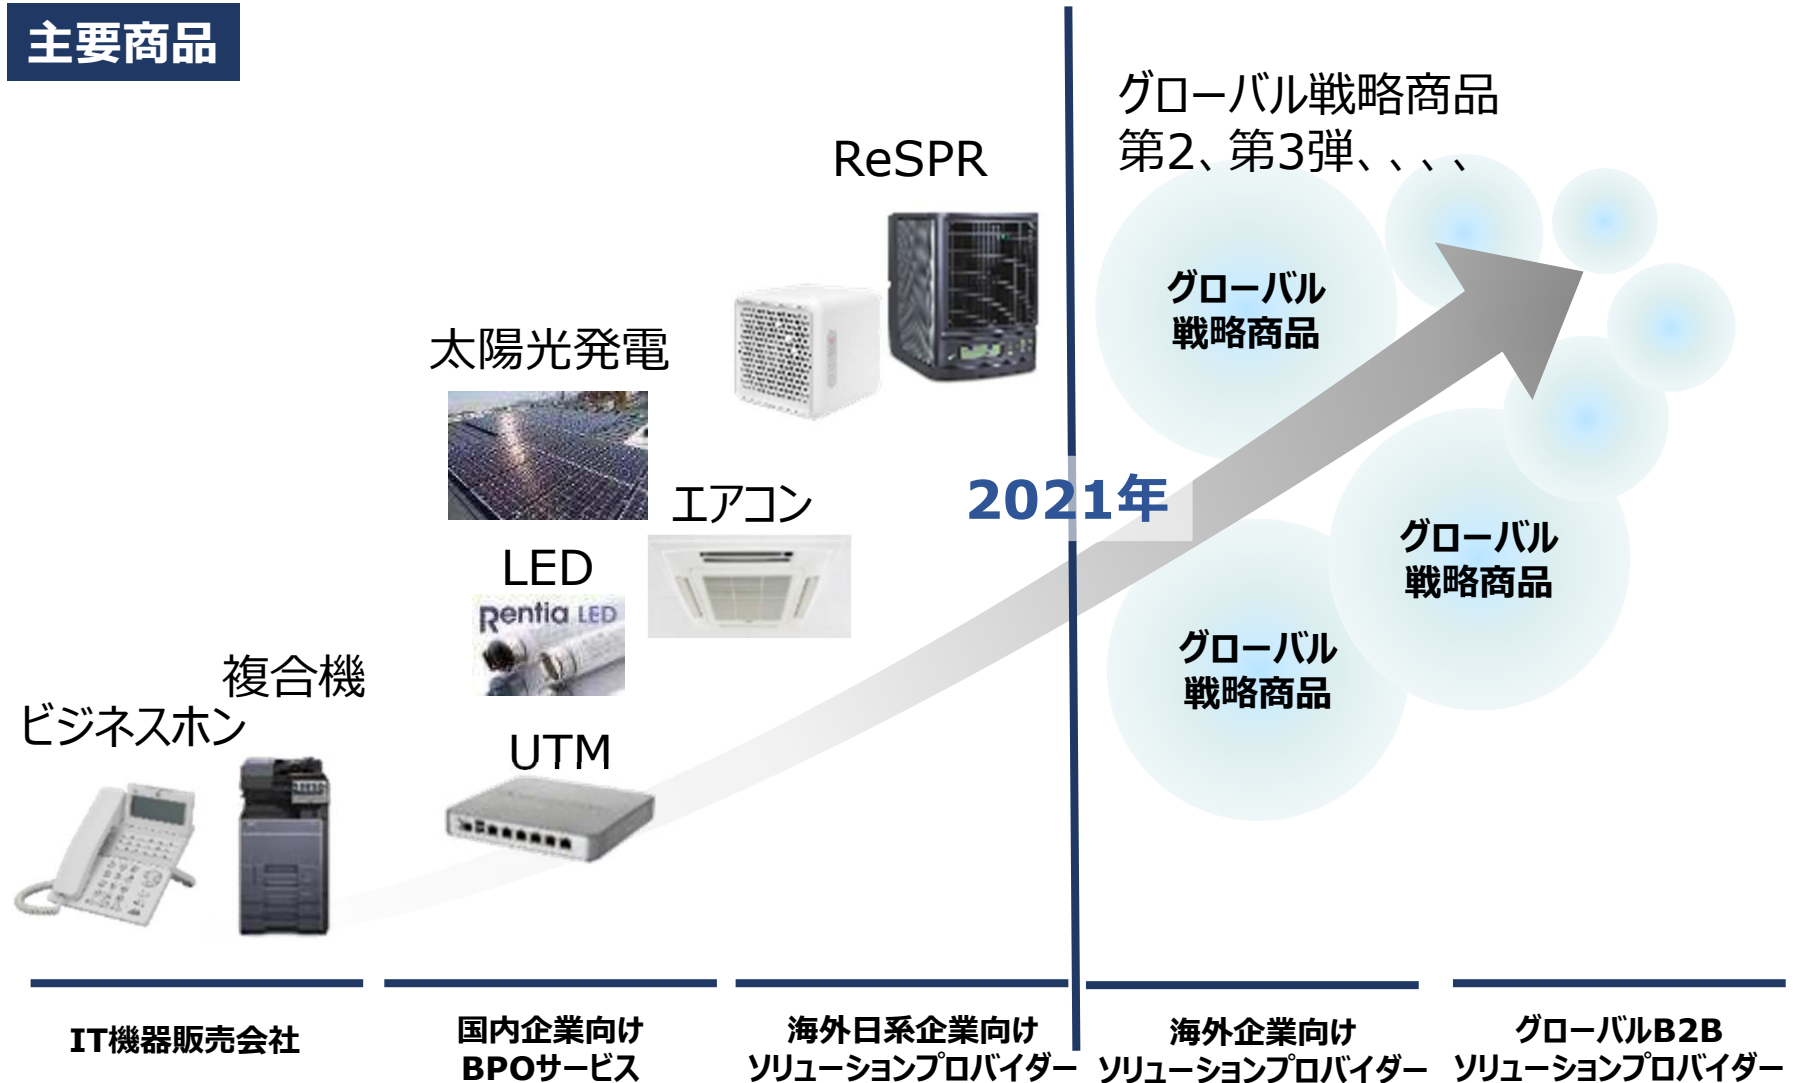 主要商品
グローバル戦略商品
第2、第3弾、、、、
ReSPR
グローバル
戦略商品
太陽光発電
エアコン
2021年
LED
Rentia LED
グローバル
戦略商品
複合機
グローバル
戦略商品
ビジネスホン
UTM
IT機器販売会社
国内企業向け
BPOサービス
海外日系企業向け
ソリューションプロバイダー
海外企業向け
ソリューションプロバイダー
グローバルB2B
ソリューションプロバイダー